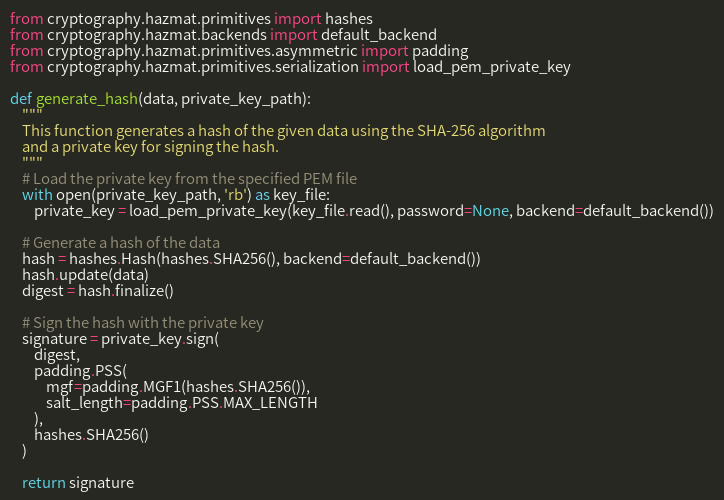 from cryptography.hazmat.primitives import hashes
from cryptography.hazmat.backends import default_backend
from cryptography.hazmat.primitives.asymmetric import padding
from cryptography.hazmat.primitives.serialization import load_pem_private_key

def generate_hash(data, private_key_path):
    """
    This function generates a hash of the given data using the SHA-256 algorithm
    and a private key for signing the hash.
    """
    # Load the private key from the specified PEM file
    with open(private_key_path, 'rb') as key_file:
        private_key = load_pem_private_key(key_file.read(), password=None, backend=default_backend())

    # Generate a hash of the data
    hash = hashes.Hash(hashes.SHA256(), backend=default_backend())
    hash.update(data)
    digest = hash.finalize()

    # Sign the hash with the private key
    signature = private_key.sign(
        digest,
        padding.PSS(
            mgf=padding.MGF1(hashes.SHA256()),
            salt_length=padding.PSS.MAX_LENGTH
        ),
        hashes.SHA256()
    )

    return signature